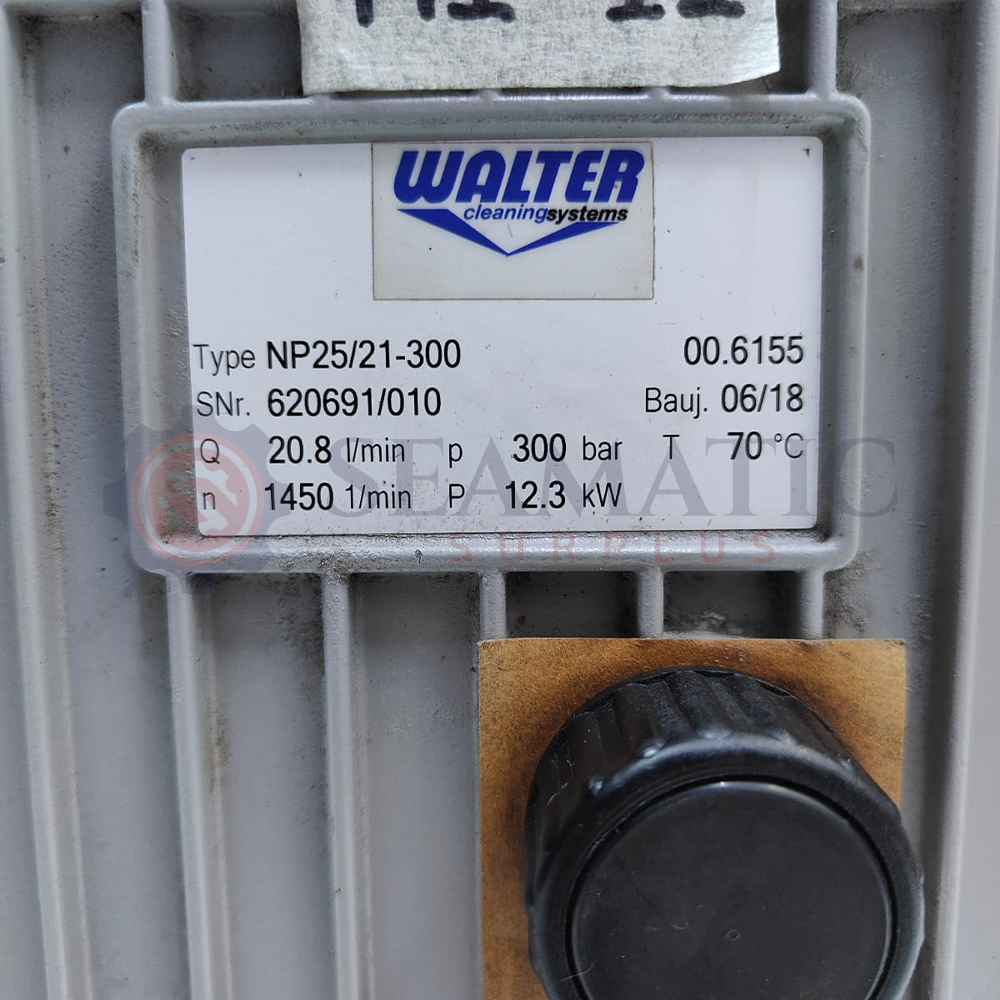 WALTER
cleaningsystems
Type NP25/21-300 00.6155
SNr. 620691/010 Bauj. 06/18
Q 20.8 l/min p 300 bar T 70 °C
n 1450 1/min P 12.3 kW
SEAMATIC
SURPLUS